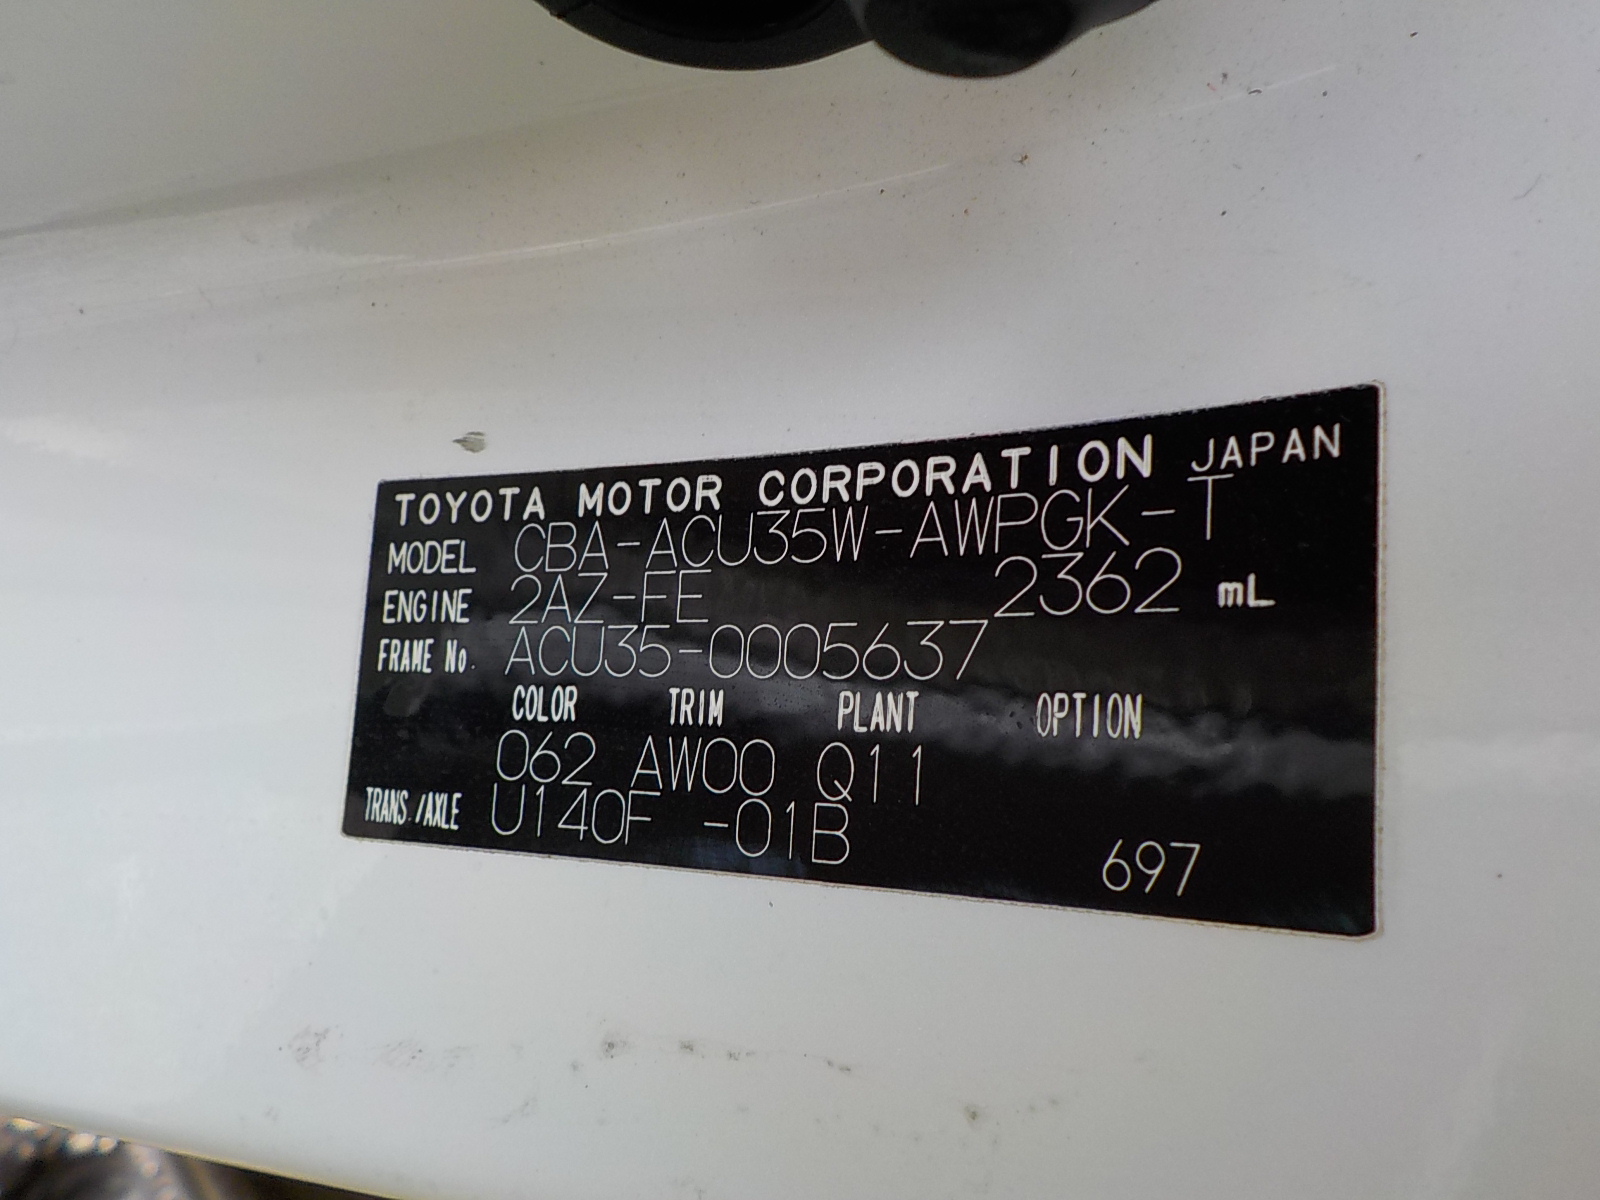 TOYOTA MOTOR CORPORATION JAPAN
MODEL CBA-ACU35W-AWPGK-T
ENGINE 2AZ-FE 2362 mL
FRAME No. ACU35-0005637
COLOR TRIM PLANT OPTION
062 AW00 Q11
TRANS./AXLE U140F -01B
697